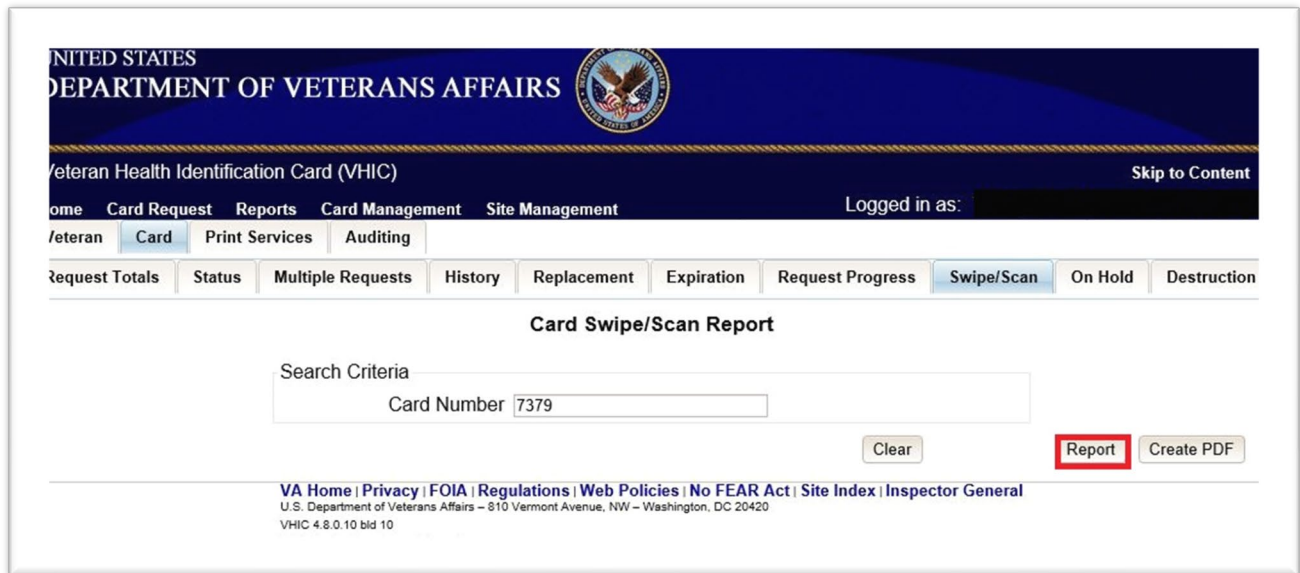 UNITED STATES
DEPARTMENT OF VETERANS AFFAIRS
Veteran Health Identification Card (VHIC) Skip to Content
ome Card Request Reports Card Management Site Management Logged in as:
Veteran Card Print Services Auditing
Request Totals Status Multiple Requests History Replacement Expiration Request Progress Swipe/Scan On Hold Destruction
Card Swipe/Scan Report
Search Criteria
Card Number 7379
Clear Report Create PDF
VA Home | Privacy | FOIA | Regulations | Web Policies | No FEAR Act | Site Index | Inspector General
U.S. Department of Veterans Affairs – 810 Vermont Avenue, NW – Washington, DC 20420
VHIC 4.8.0.10 bld 10